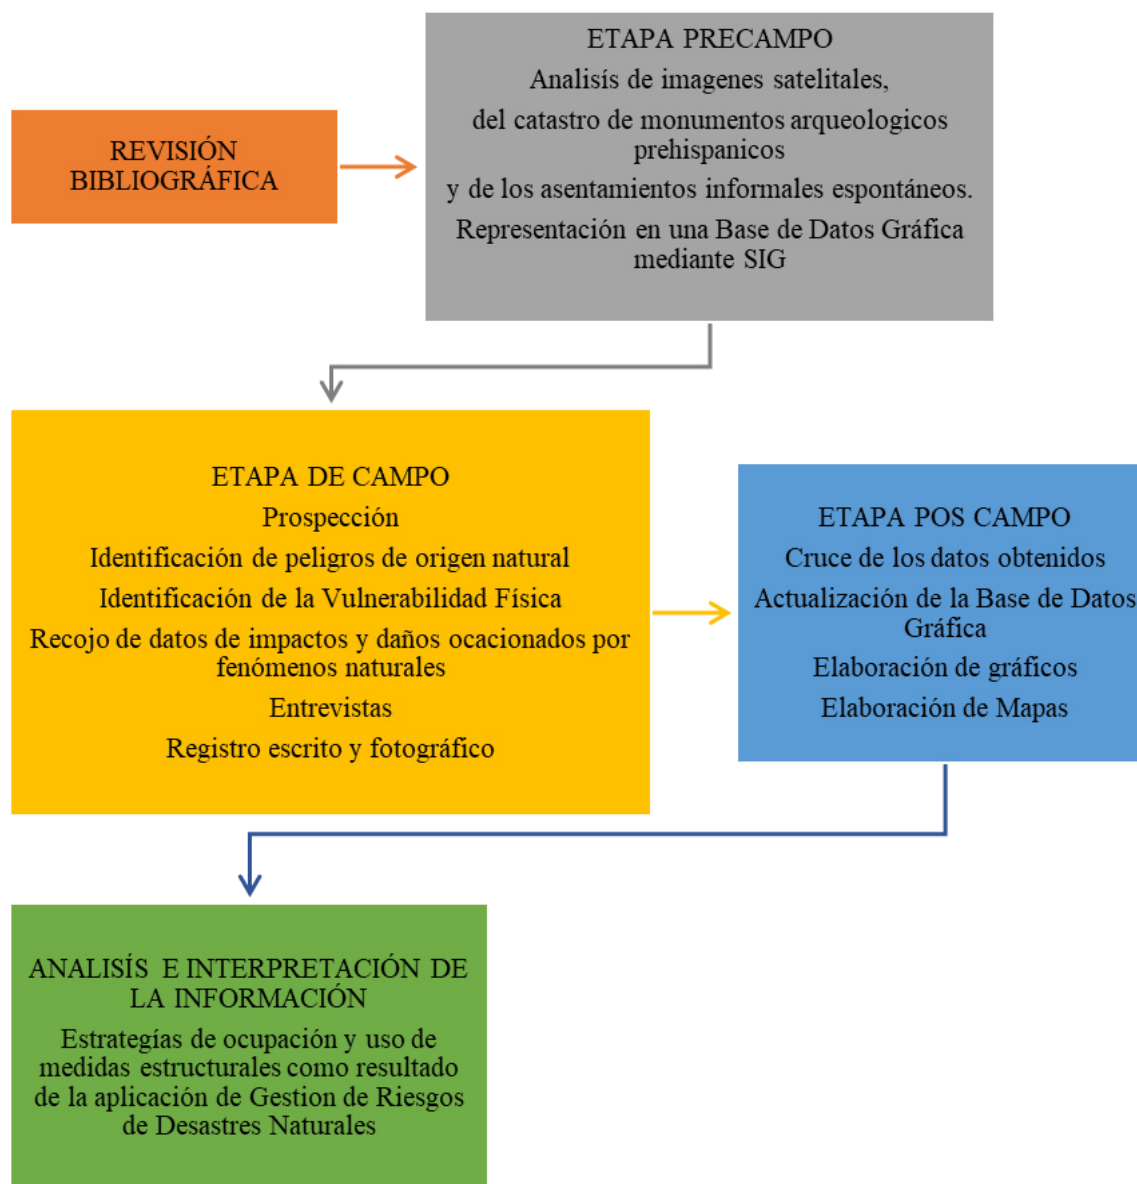 REVISIÓN
BIBLIOGRÁFICA
ETAPA PRECAMPO
Analisís de imagenes satelitales,
del catastro de monumentos arqueologicos
prehispanicos
y de los asentamientos informales espontáneos.
Representación en una Base de Datos Gráfica
mediante SIG
ETAPA DE CAMPO
Prospección
Identificación de peligros de origen natural
Identificación de la Vulnerabilidad Física
Recojo de datos de impactos y daños ocacionados por
fenómenos naturales
Entrevistas
Registro escrito y fotográfico
ETAPA POS CAMPO
Cruce de los datos obtenidos
Actualización de la Base de Datos
Gráfica
Elaboración de gráficos
Elaboración de Mapas
ANALISÍS E INTERPRETACIÓN DE
LA INFORMACIÓN
Estrategías de ocupación y uso de
medidas estructurales como resultado
de la aplicación de Gestion de Riesgos
de Desastres Naturales